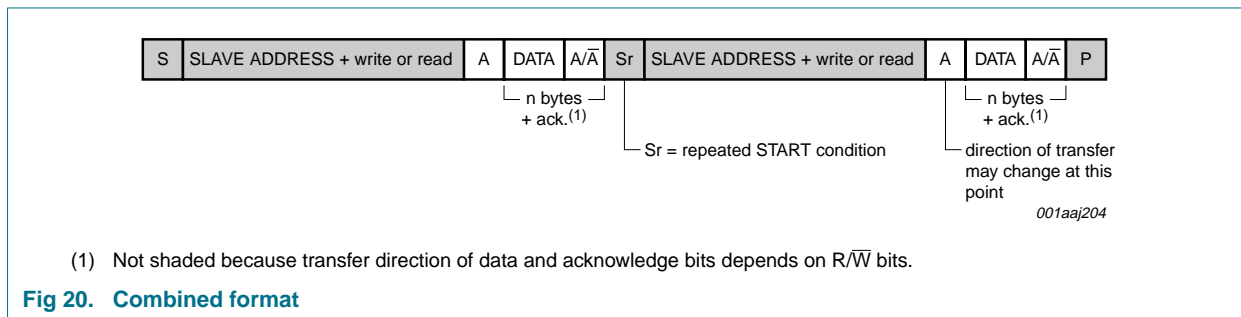 S SLAVE ADDRESS + write or read A DATA A/A̅ Sr SLAVE ADDRESS + write or read A DATA A/A̅ P
n bytes + ack.(1)
n bytes + ack.(1)
Sr = repeated START condition
direction of transfer
may change at this
point
001aaj204
(1) Not shaded because transfer direction of data and acknowledge bits depends on R/W̅ bits.
Fig 20. Combined format